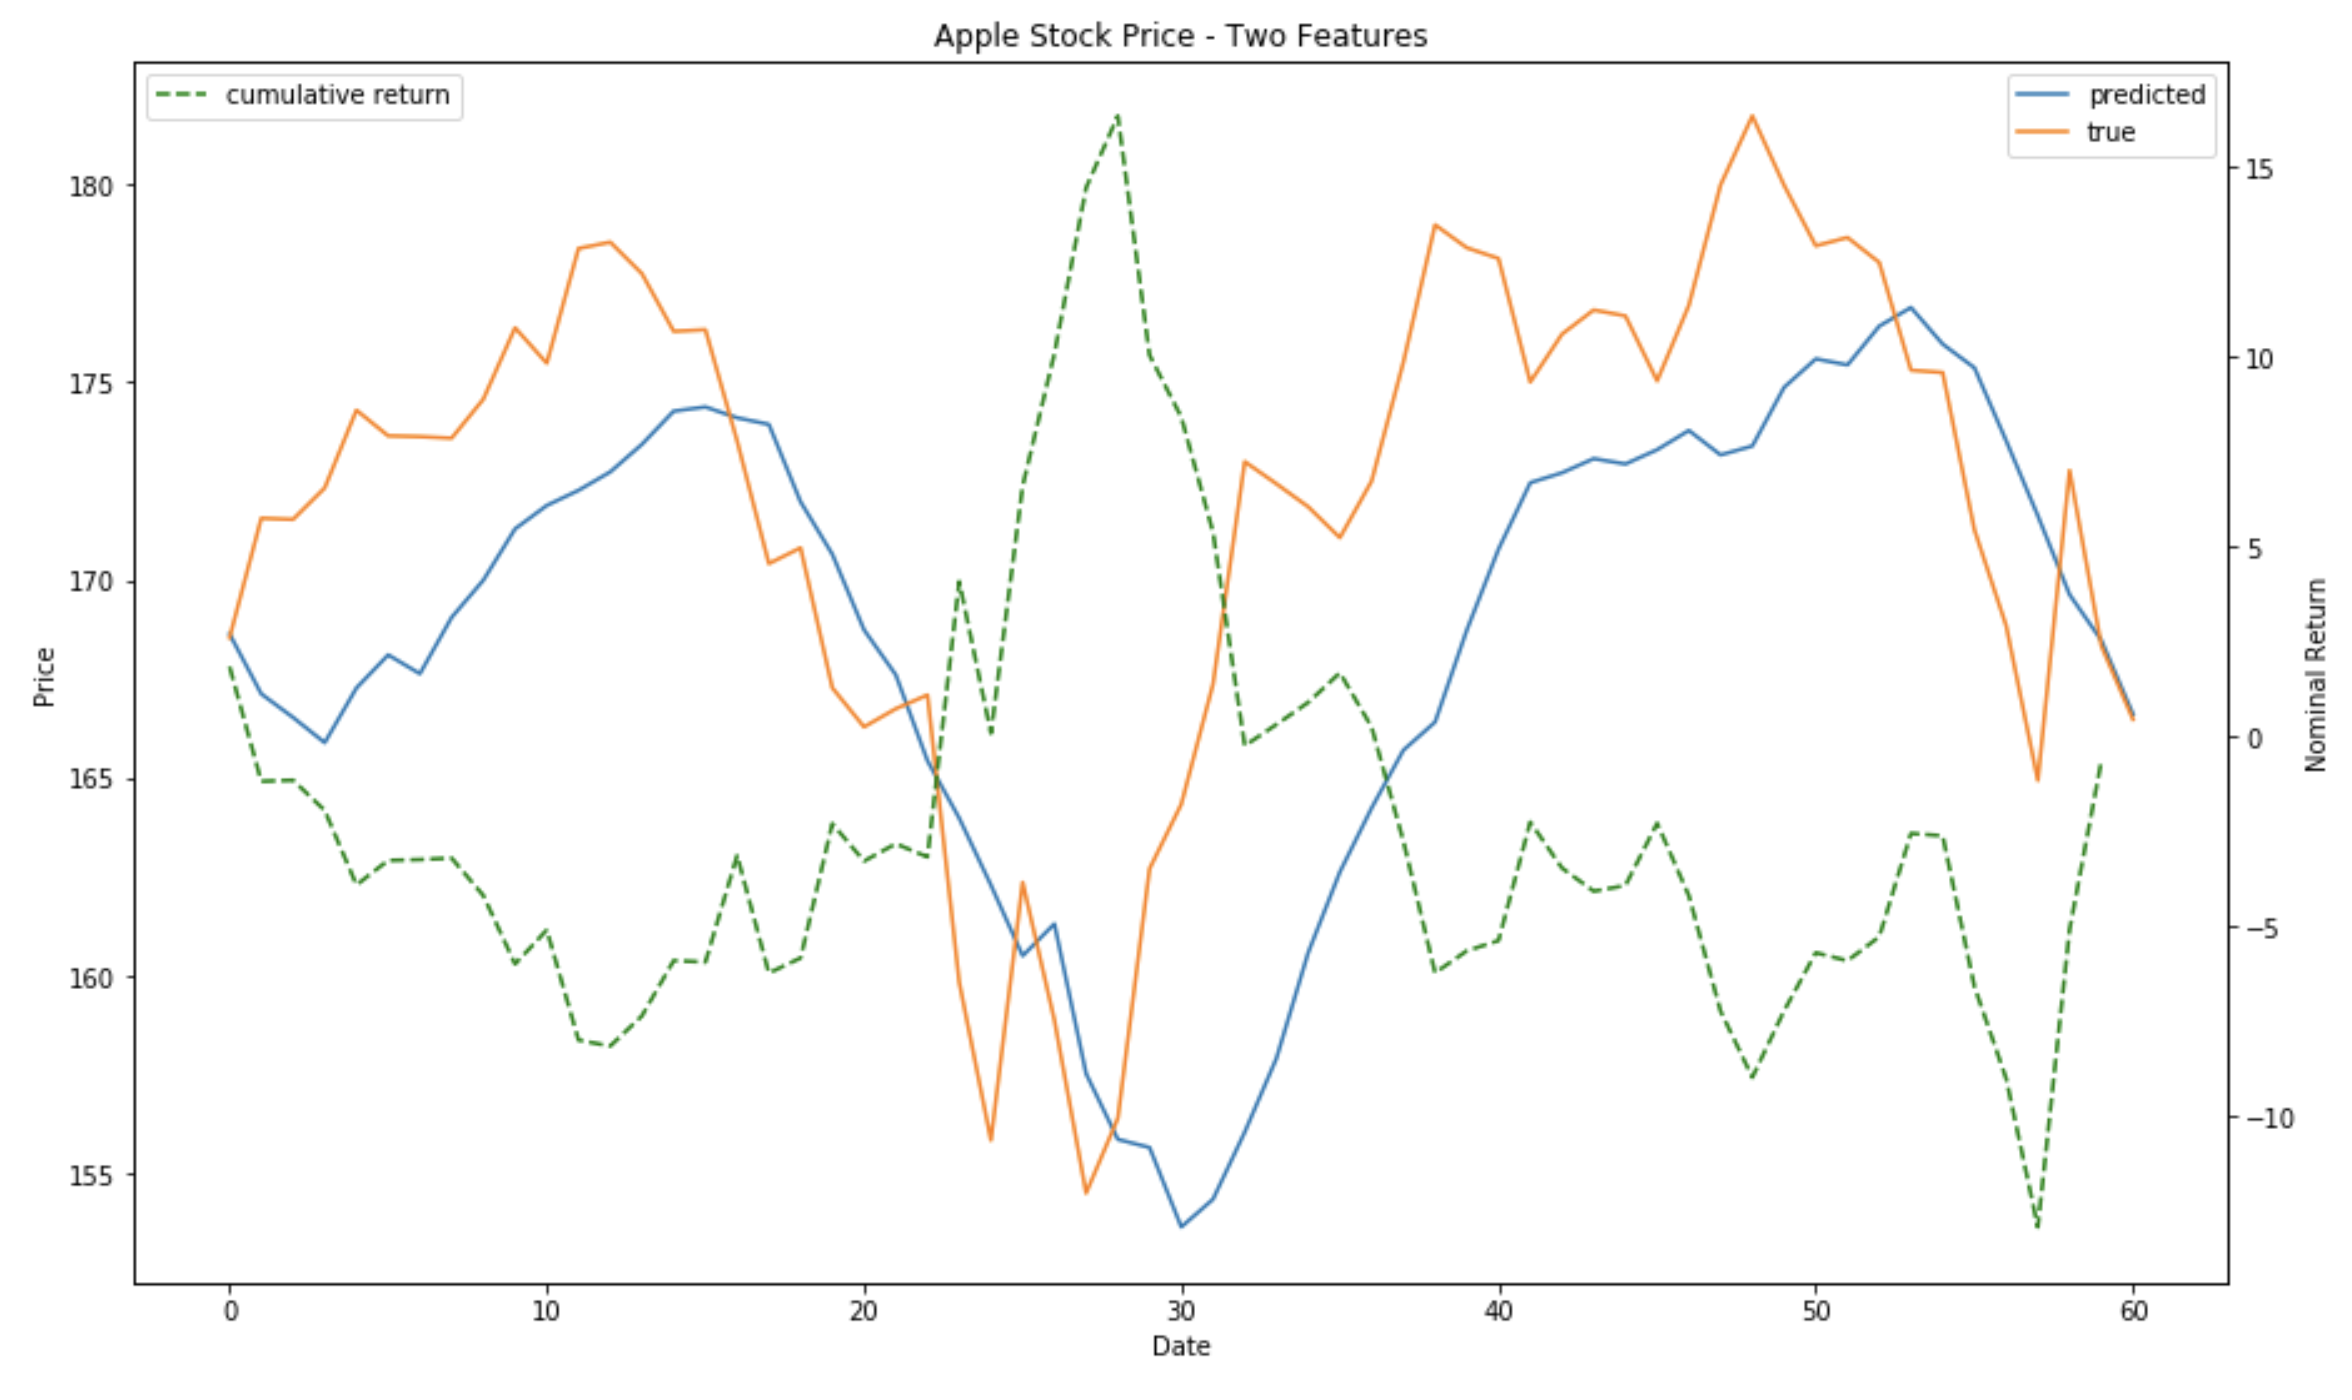 Apple Stock Price - Two Features
cumulative return
predicted
true
180
175
170
165
160
155
Price
15
10
5
0
−5
−10
Nominal Return
0 10 20 30 40 50 60
Date